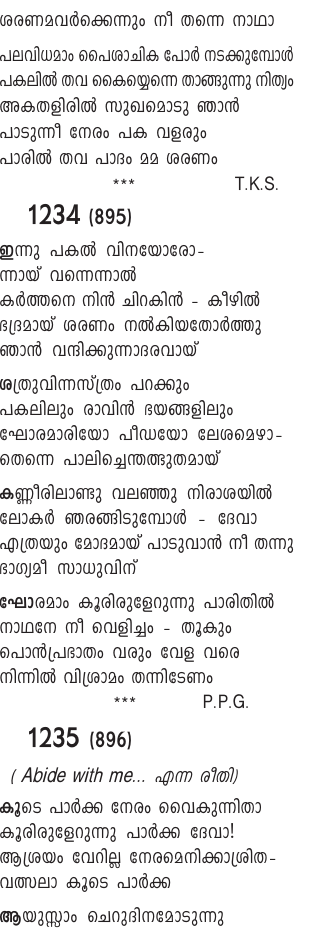 ശരണമവർക്കെന്നും നീ തന്നെ നാഥാ
പലവിധമാം പൈശാചിക പോർ നടക്കുമ്പോൾ
പകലിൽ തവ കൈയ്യെന്നെ താങ്ങുന്നു നിത്യം
അകതളിരിൽ സുഖമൊടു ഞാൻ
പാടുന്നീ നേരം പക വളരും
പാരിൽ തവ പാദം മമ ശരണം
*** T.K.S.
1234 (895)
ഇന്നു പകൽ വിനയോരോ-
ന്നായ് വന്നെന്നാൽ
കർത്തനെ നിൻ ചിറകിൻ - കീഴിൽ
ഭദ്രമായ് ശരണം നൽകിയതോർത്തു
ഞാൻ വന്ദിക്കുന്നാദരവായ്
ശത്രുവിന്നസ്ത്രം പറക്കും
പകലിലും രാവിൻ ഭയങ്ങളിലും
ഘോരമാരിയോ പീഡയോ ലേശമെഴാ-
തെന്നെ പാലിച്ചെന്തത്ഭുതമായ്
കണ്ണീരിലാണ്ടു വലഞ്ഞു നിരാശയിൽ
ലോകർ ഞരങ്ങിടുമ്പോൾ - ദേവാ
എത്രയും മോദമായ് പാടുവാൻ നീ തന്നു
ഭാഗ്യമീ സാധുവിന്
ഘോരമാം കൂരിരുളേറുന്നു പാരിതിൽ
നാഥനേ നീ വെളിച്ചം - തൂകും
പൊൻപ്രഭാതം വരും വേള വരെ
നിന്നിൽ വിശ്രാമം തന്നിടേണം
*** P.P.G.
1235 (896)
( Abide with me... എന്ന രീതി)
കൂടെ പാർക്ക നേരം വൈകുന്നിതാ
കൂരിരുളേറുന്നു പാർക്ക ദേവാ!
ആശ്രയം വേറില്ല നേരമെനിക്കാശ്രിത-
വത്സലാ കൂടെ പാർക്ക
ആയുസ്സാം ചെറുദിനമോടുന്നു